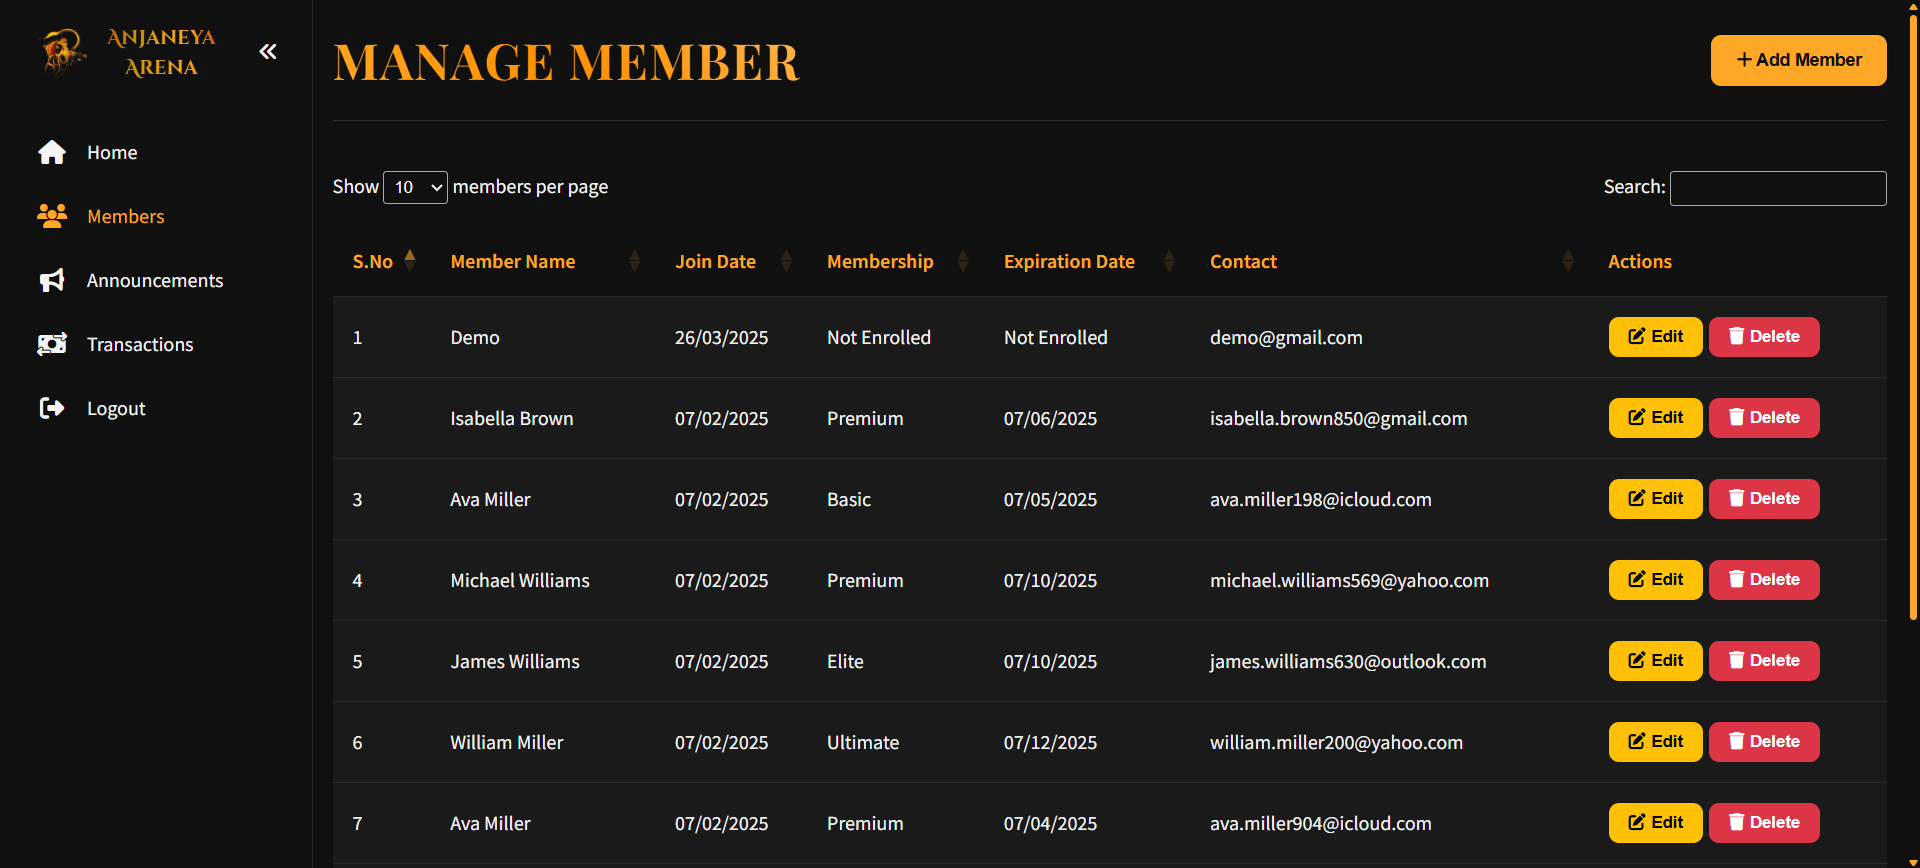 Anjaneya
Arena
Home
Members
Announcements
Transactions
Logout
MANAGE MEMBER
+ Add Member
Show 10 members per page
Search:
S.No Member Name Join Date Membership Expiration Date Contact Actions
1 Demo 26/03/2025 Not Enrolled Not Enrolled demo@gmail.com Edit Delete
2 Isabella Brown 07/02/2025 Premium 07/06/2025 isabella.brown850@gmail.com Edit Delete
3 Ava Miller 07/02/2025 Basic 07/05/2025 ava.miller198@icloud.com Edit Delete
4 Michael Williams 07/02/2025 Premium 07/10/2025 michael.williams569@yahoo.com Edit Delete
5 James Williams 07/02/2025 Elite 07/10/2025 james.williams630@outlook.com Edit Delete
6 William Miller 07/02/2025 Ultimate 07/12/2025 william.miller200@yahoo.com Edit Delete
7 Ava Miller 07/02/2025 Premium 07/04/2025 ava.miller904@icloud.com Edit Delete